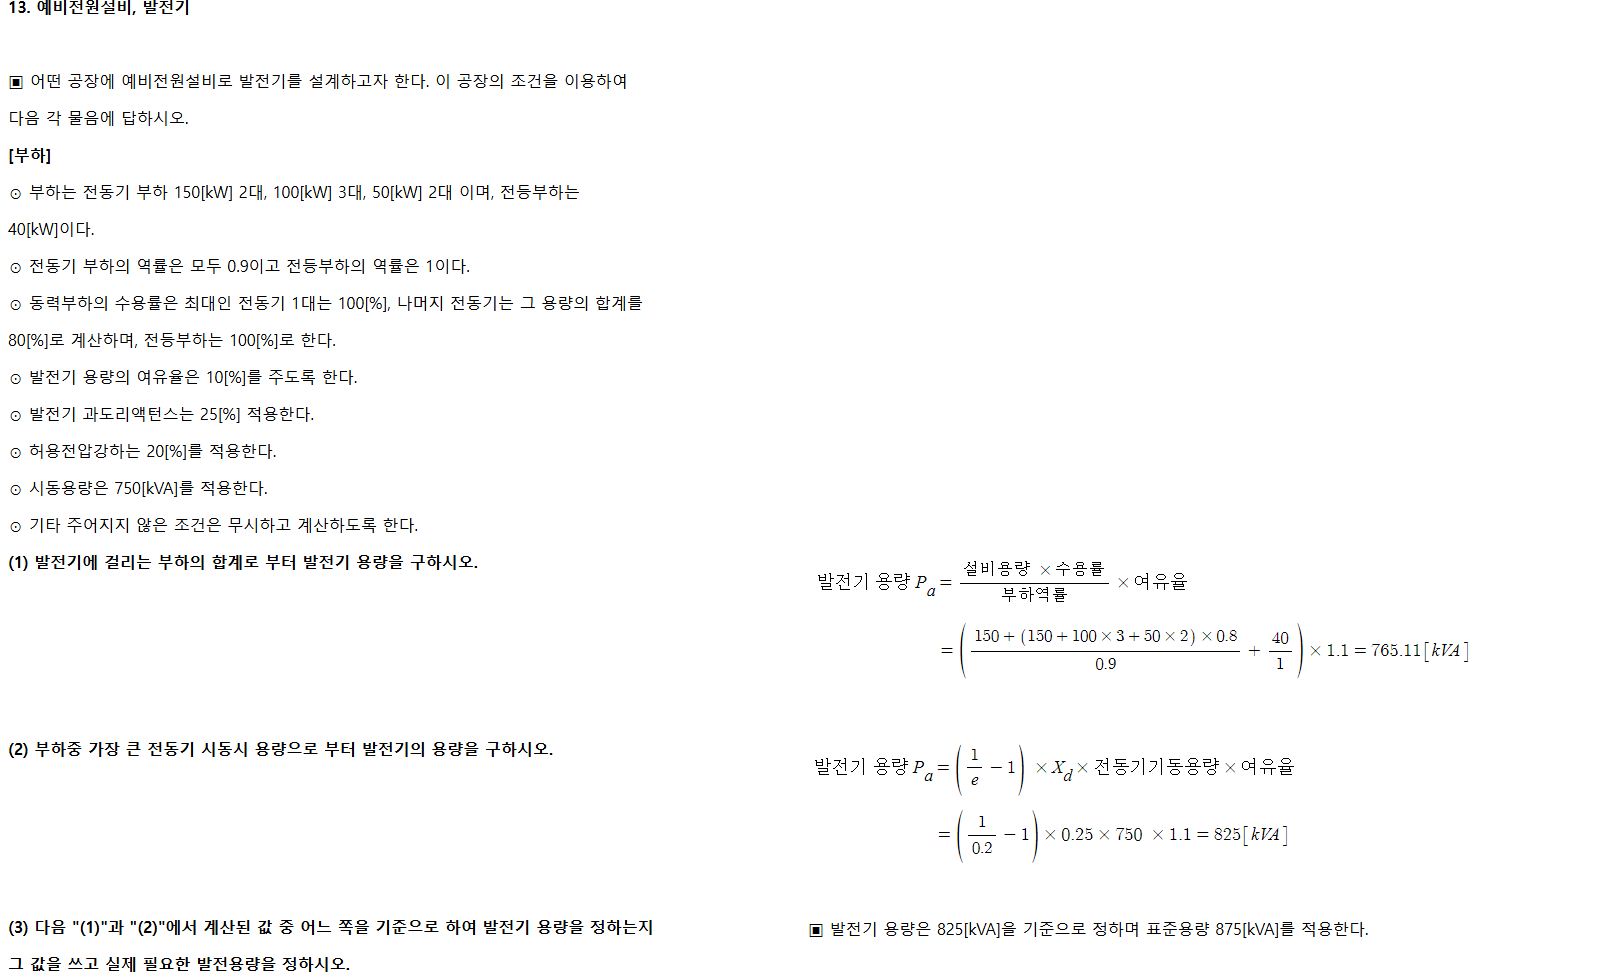 13. 예비전원설비, 발전기
▣ 어떤 공장에 예비전원설비로 발전기를 설계하고자 한다. 이 공장의 조건을 이용하여
다음 각 물음에 답하시오.
[부하]
⊙ 부하는 전동기 부하 150[kW] 2대, 100[kW] 3대, 50[kW] 2대 이며, 전등부하는
40[kW]이다.
⊙ 전동기 부하의 역률은 모두 0.9이고 전등부하의 역률은 1이다.
⊙ 동력부하의 수용률은 최대인 전동기 1대는 100[%], 나머지 전동기는 그 용량의 합계를
80[%]로 계산하며, 전등부하는 100[%]로 한다.
⊙ 발전기 용량의 여유율은 10[%]를 주도록 한다.
⊙ 발전기 과도리액턴스는 25[%] 적용한다.
⊙ 허용전압강하는 20[%]를 적용한다.
⊙ 시동용량은 750[kVA]를 적용한다.
⊙ 기타 주어지지 않은 조건은 무시하고 계산하도록 한다.
(1) 발전기에 걸리는 부하의 합계로 부터 발전기 용량을 구하시오.
발전기 용량 P_a = (설비용량 × 수용률 / 부하역률) × 여유율
= ( (150 + (150 + 100 × 3 + 50 × 2) × 0.8) / 0.9 + 40 / 1 ) × 1.1 = 765.11[kVA]
(2) 부하중 가장 큰 전동기 시동시 용량으로 부터 발전기의 용량을 구하시오.
발전기 용량 P_a = ( 1 / e − 1 ) × X_d × 전동기기동용량 × 여유율
= ( 1 / 0.2 − 1 ) × 0.25 × 750 × 1.1 = 825[kVA]
(3) 다음 "(1)"과 "(2)"에서 계산된 값 중 어느 쪽을 기준으로 하여 발전기 용량을 정하는지
그 값을 쓰고 실제 필요한 발전용량을 정하시오.
▣ 발전기 용량은 825[kVA]을 기준으로 정하며 표준용량 875[kVA]를 적용한다.